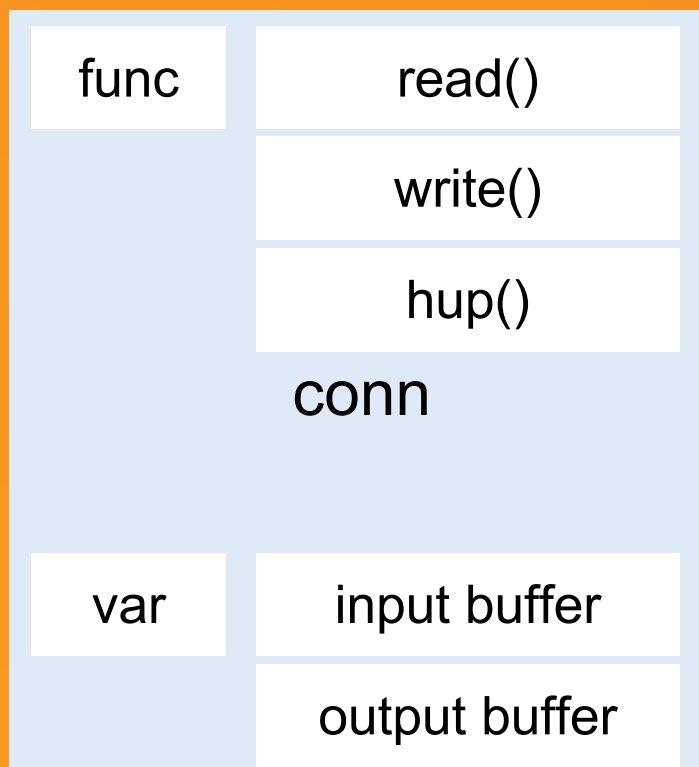 func
read()
write()
hup()
conn
var
input buffer
output buffer